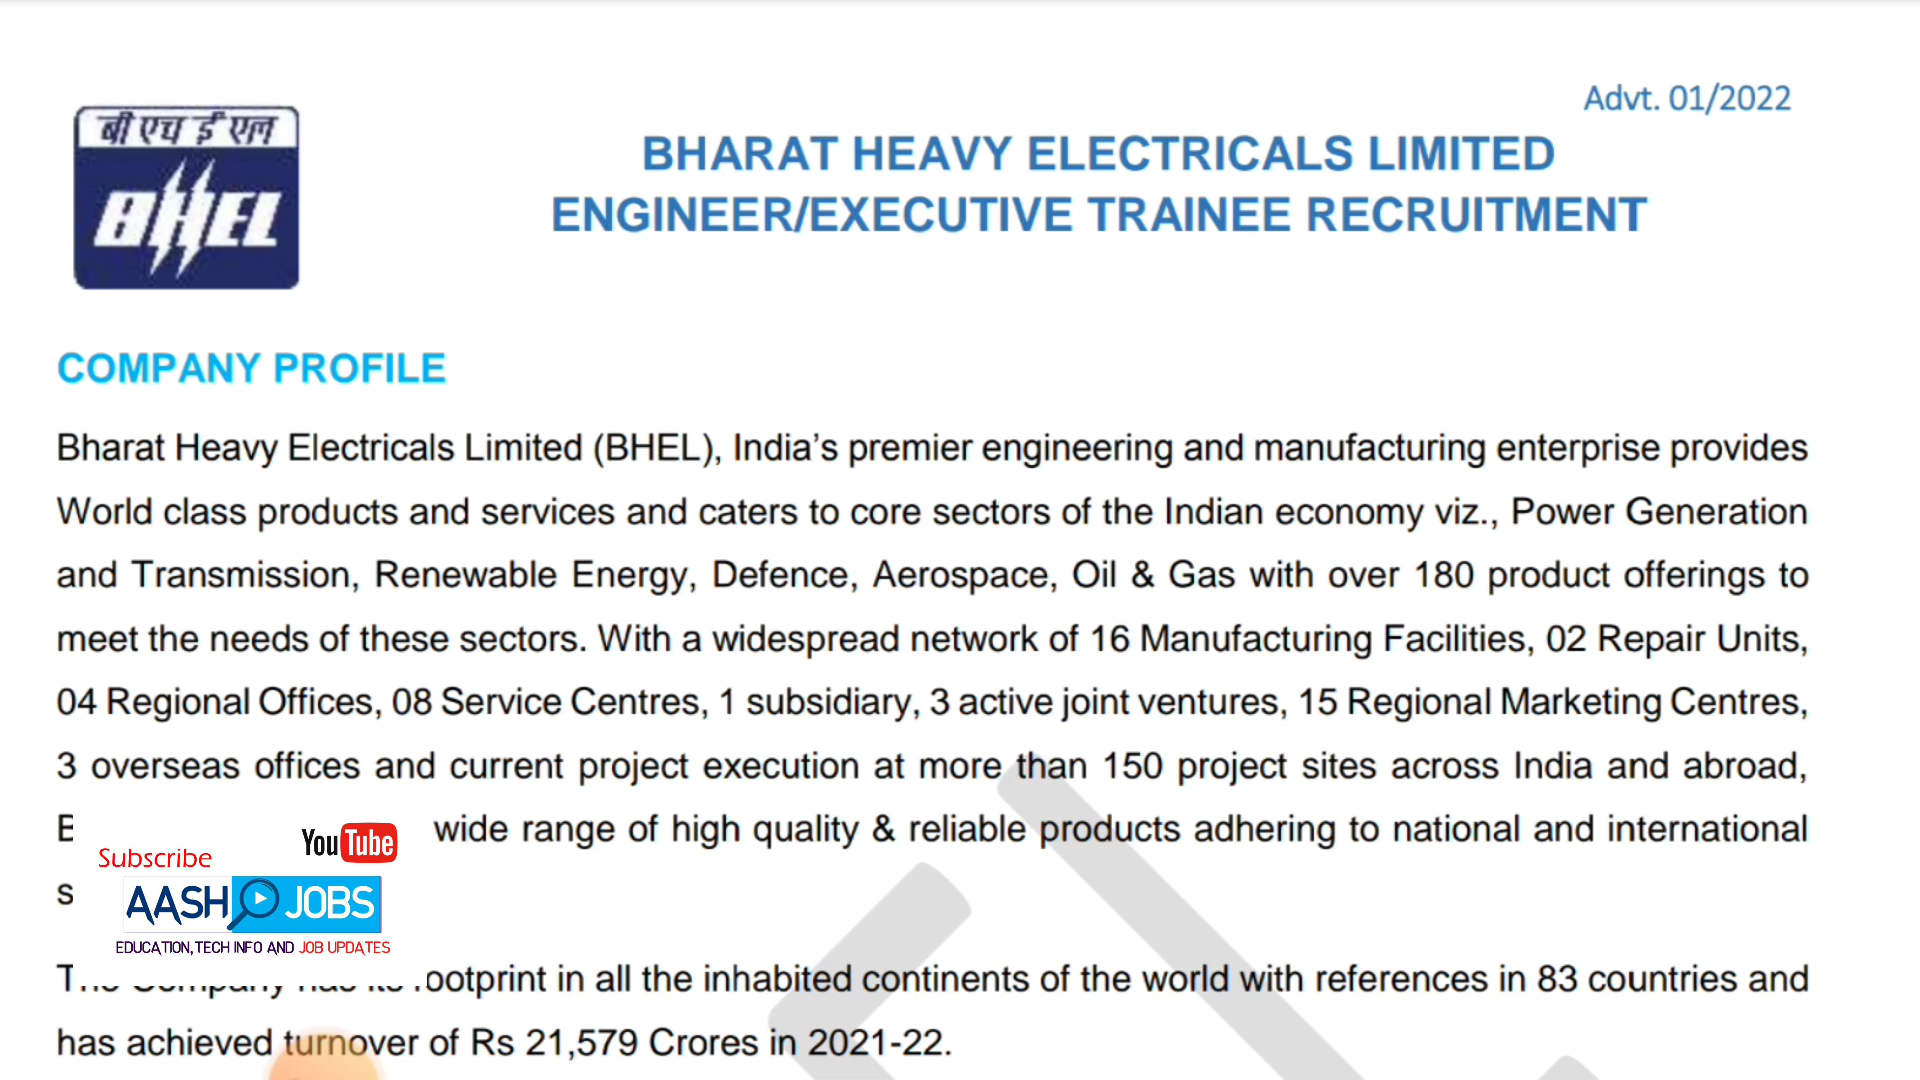 Advt. 01/2022
बी एच ई एल
BHEL
BHARAT HEAVY ELECTRICALS LIMITED
ENGINEER/EXECUTIVE TRAINEE RECRUITMENT
COMPANY PROFILE
Bharat Heavy Electricals Limited (BHEL), India’s premier engineering and manufacturing enterprise provides
World class products and services and caters to core sectors of the Indian economy viz., Power Generation
and Transmission, Renewable Energy, Defence, Aerospace, Oil & Gas with over 180 product offerings to
meet the needs of these sectors. With a widespread network of 16 Manufacturing Facilities, 02 Repair Units,
04 Regional Offices, 08 Service Centres, 1 subsidiary, 3 active joint ventures, 15 Regional Marketing Centres,
3 overseas offices and current project execution at more than 150 project sites across India and abroad,
wide range of high quality & reliable products adhering to national and international
Subscribe YouTube
AASH JOBS
EDUCATION, TECH INFO AND JOB UPDATES
The Company has its footprint in all the inhabited continents of the world with references in 83 countries and
has achieved turnover of Rs 21,579 Crores in 2021-22.